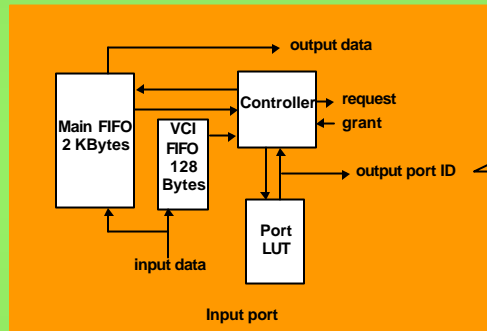 output data
Controller
request
grant
Main FIFO
2 KBytes
VCI
FIFO
128
Bytes
output port ID
Port
LUT
input data
Input port